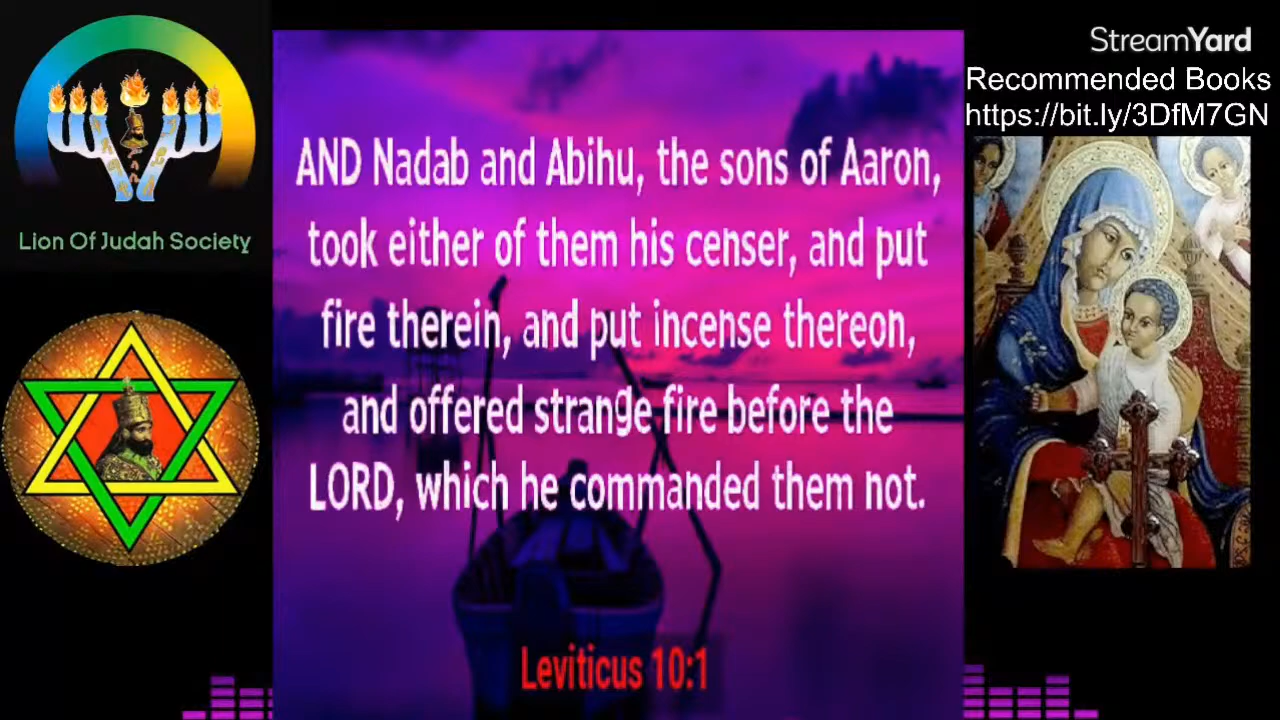 StreamYard
Recommended Books
https://bit.ly/3DfM7GN
Lion Of Judah Society
AND Nadab and Abihu, the sons of Aaron,
took either of them his censer, and put
fire therein, and put incense thereon,
and offered strange fire before the
LORD, which he commanded them not.
Leviticus 10:1